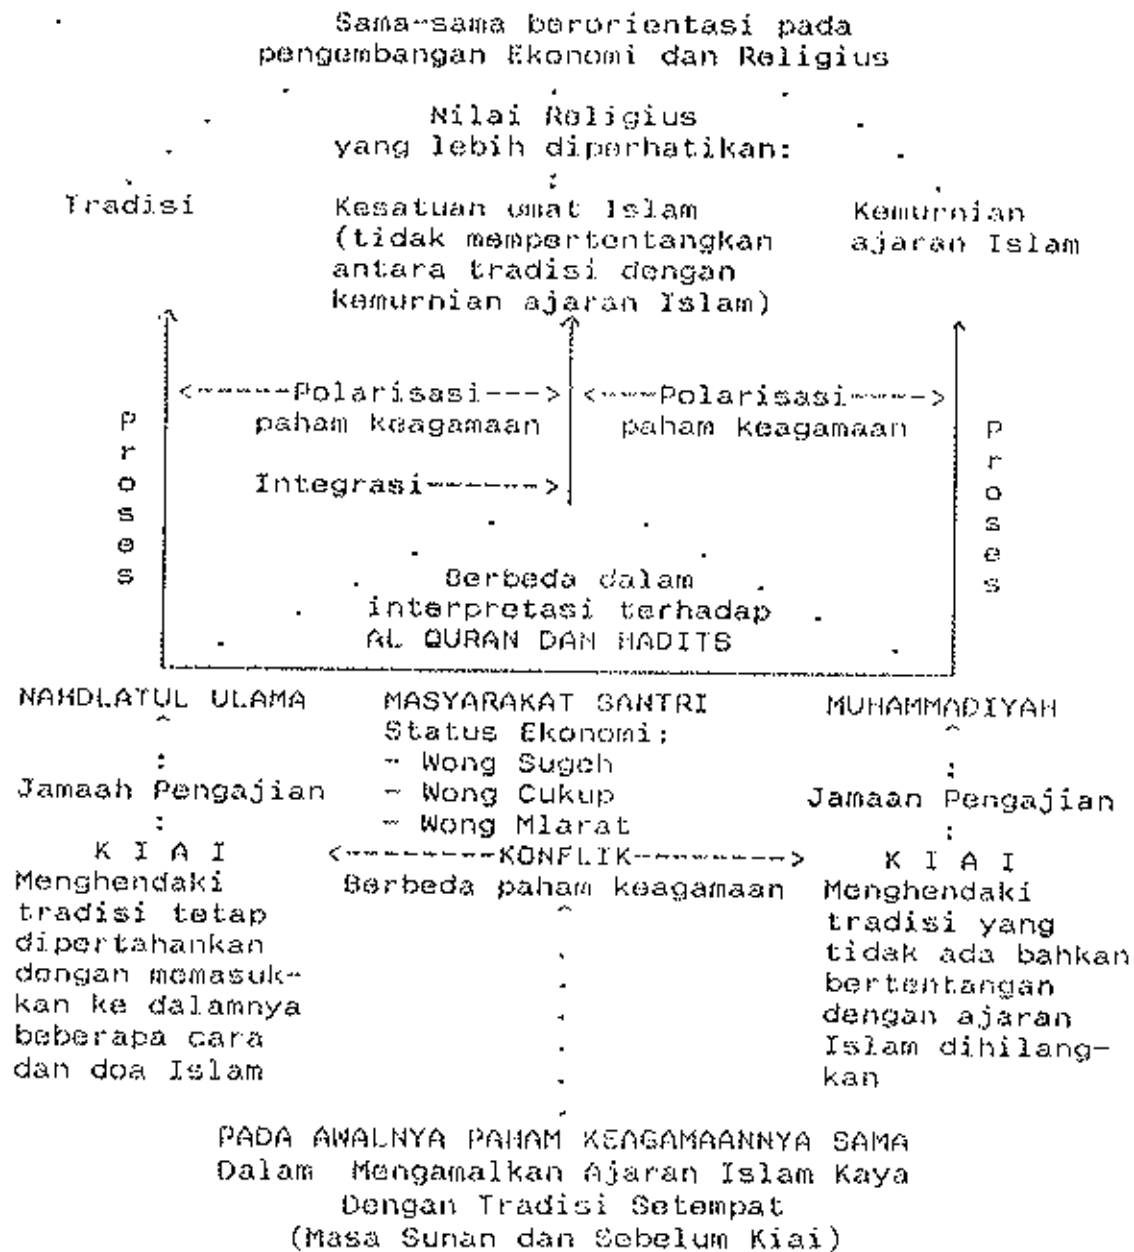 Sama-sama berorientasi pada
pengembangan Ekonomi dan Religius
Nilai Religius
yang lebih diperhatikan:
:
Tradisi
Kesatuan umat Islam
(tidak mempertentangkan
antara tradisi dengan
kemurnian ajaran Islam)
Kemurnian
ajaran Islam
<------Polarisasi--->
paham keagamaan
<----Polarisasi----->
paham keagamaan
Integrasi------->
Proses
Proses
Berbeda dalam
interpretasi terhadap
AL QURAN DAN HADITS
NAHDLATUL ULAMA
:
Jamaah Pengajian
:
K I A I
Menghendaki
tradisi tetap
dipertahankan
dengan memasuk-
kan ke dalamnya
beberapa cara
dan doa Islam
MASYARAKAT SANTRI
Status Ekonomi:
- Wong Sugeh
- Wong Cukup
- Wong Mlarat
<---------KONFLIK--------->
Berbeda paham keagamaan
MUHAMMADIYAH
:
Jamaan Pengajian
:
K I A I
Menghendaki
tradisi yang
tidak ada bahkan
bertentangan
dengan ajaran
Islam dihilang-
kan
PADA AWALNYA PAHAM KEAGAMAANNYA SAMA
Dalam Mengamalkan Ajaran Islam Kaya
Dengan Tradisi Setempat
(Masa Sunan dan Sebelum Kiai)